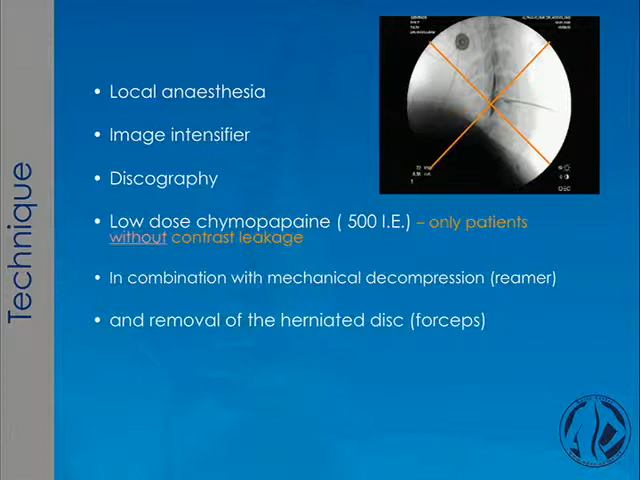 Technique
• Local anaesthesia
• Image intensifier
• Discography
• Low dose chymopapaine ( 500 I.E.) – only patients
without contrast leakage
• In combination with mechanical decompression (reamer)
• and removal of the herniated disc (forceps)